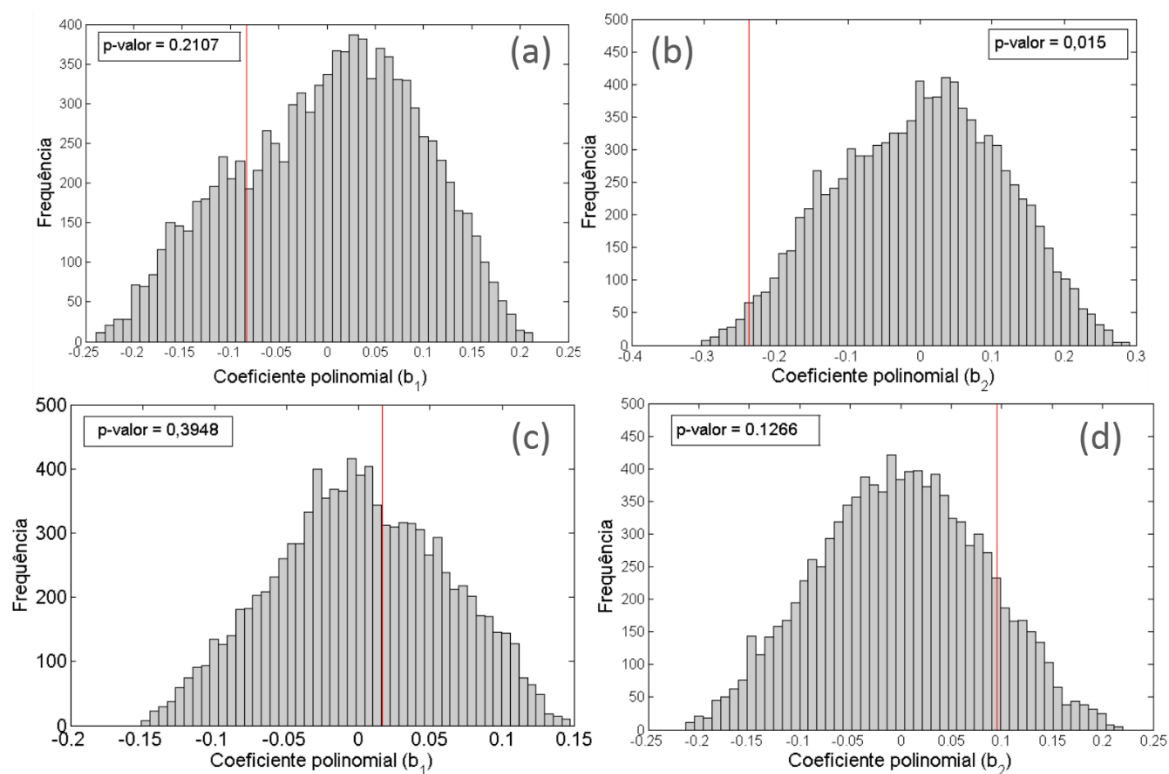 p-valor = 0.2107
(a)
400
350
300
250
200
150
100
50
0
Frequência
-0.25 -0.2 -0.15 -0.1 -0.05 0 0.05 0.1 0.15 0.2 0.25
Coeficiente polinomial (b1)
(b)
p-valor = 0,015
500
450
400
350
300
250
200
150
100
50
0
Frequência
-0.4 -0.3 -0.2 -0.1 0 0.1 0.2 0.3
Coeficiente polinomial (b2)
p-valor = 0,3948
(c)
500
400
300
200
100
0
Frequência
-0.2 -0.15 -0.1 -0.05 0 0.05 0.1 0.15
Coeficiente polinomial (b1)
p-valor = 0.1266
(d)
500
450
400
350
300
250
200
150
100
50
0
Frequência
-0.25 -0.2 -0.15 -0.1 -0.05 0 0.05 0.1 0.15 0.2 0.25
Coeficiente polinomial (b2)